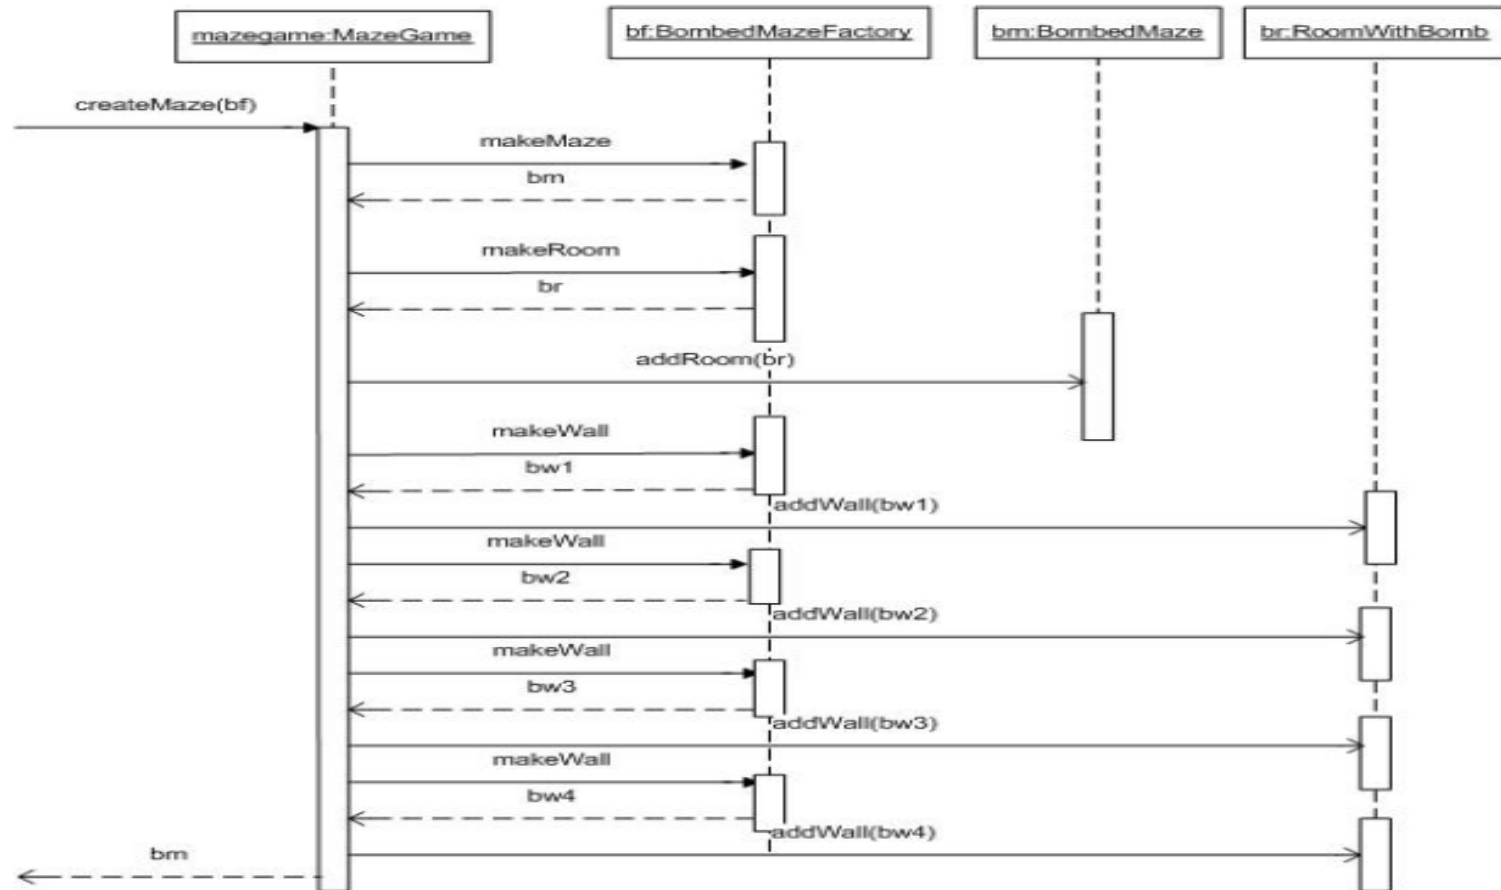 mazegame:MazeGame
bf:BombedMazeFactory
bm:BombedMaze
br:RoomWithBomb
createMaze(bf)
makeMaze
bm
makeRoom
br
addRoom(br)
makeWall
bw1
addWall(bw1)
makeWall
bw2
addWall(bw2)
makeWall
bw3
addWall(bw3)
makeWall
bw4
addWall(bw4)
bm